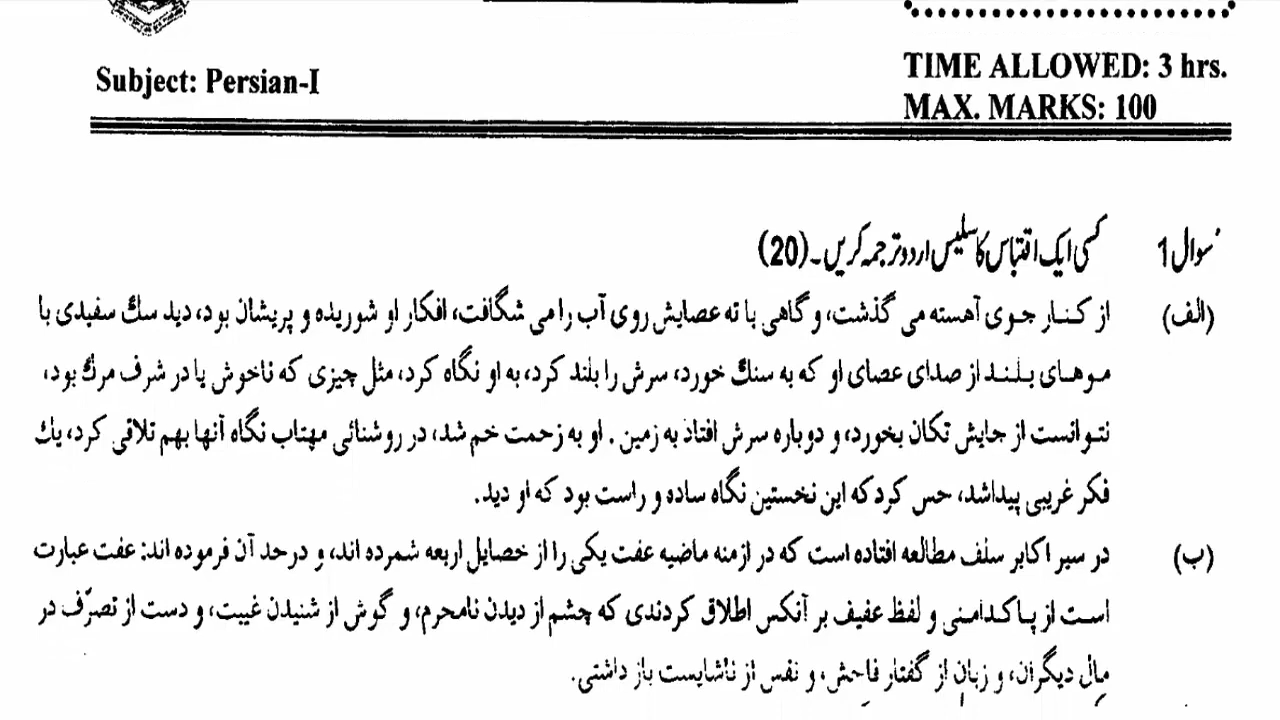 Subject: Persian-I
TIME ALLOWED: 3 hrs.
MAX. MARKS: 100
سوال 1 کسی ایک اقتباس کا سلیس اردو ترجمہ کریں۔ (20)
(الف) از کنار جوی آهسته می گذشت، و گاهی با ته عصایش روی آب را می شگافت، افکار او شوریده و پریشان بود، دید سگ سفیدی با
موهای بلند از صدای عصای او که به سنگ خورد، سرش را بلند کرد، به او نگاه کرد، مثل چیزی که ناخوش یا در شرف مرگ بود،
نتوانست از جایش تکان بخورد، و دوباره سرش افتاد به زمین . او به زحمت خم شد، در روشنائی مهتاب نگاه آنها بهم تلاقی کرد، یك
فکر غریبی پیداشد، حس کردکه این نخستین نگاه ساده و راست بود که او دید.
(ب) در سیر اکابر سلف مطالعه افتاده است که در ازمنه ماضیه عفت یکی را از خصایل اربعه شمرده اند، و درحد آن فرموده اند: عفت عبارت
است از پاکدامنی و لفظ عفیف بر آنکس اطلاق کردندی که چشم از دیدن نامحرم، و گوش از شنیدن غیبت، و دست از تصرّف در
مال دیگران، و زبان از گفتار فاحش، و نفس از ناشایست باز داشتی.